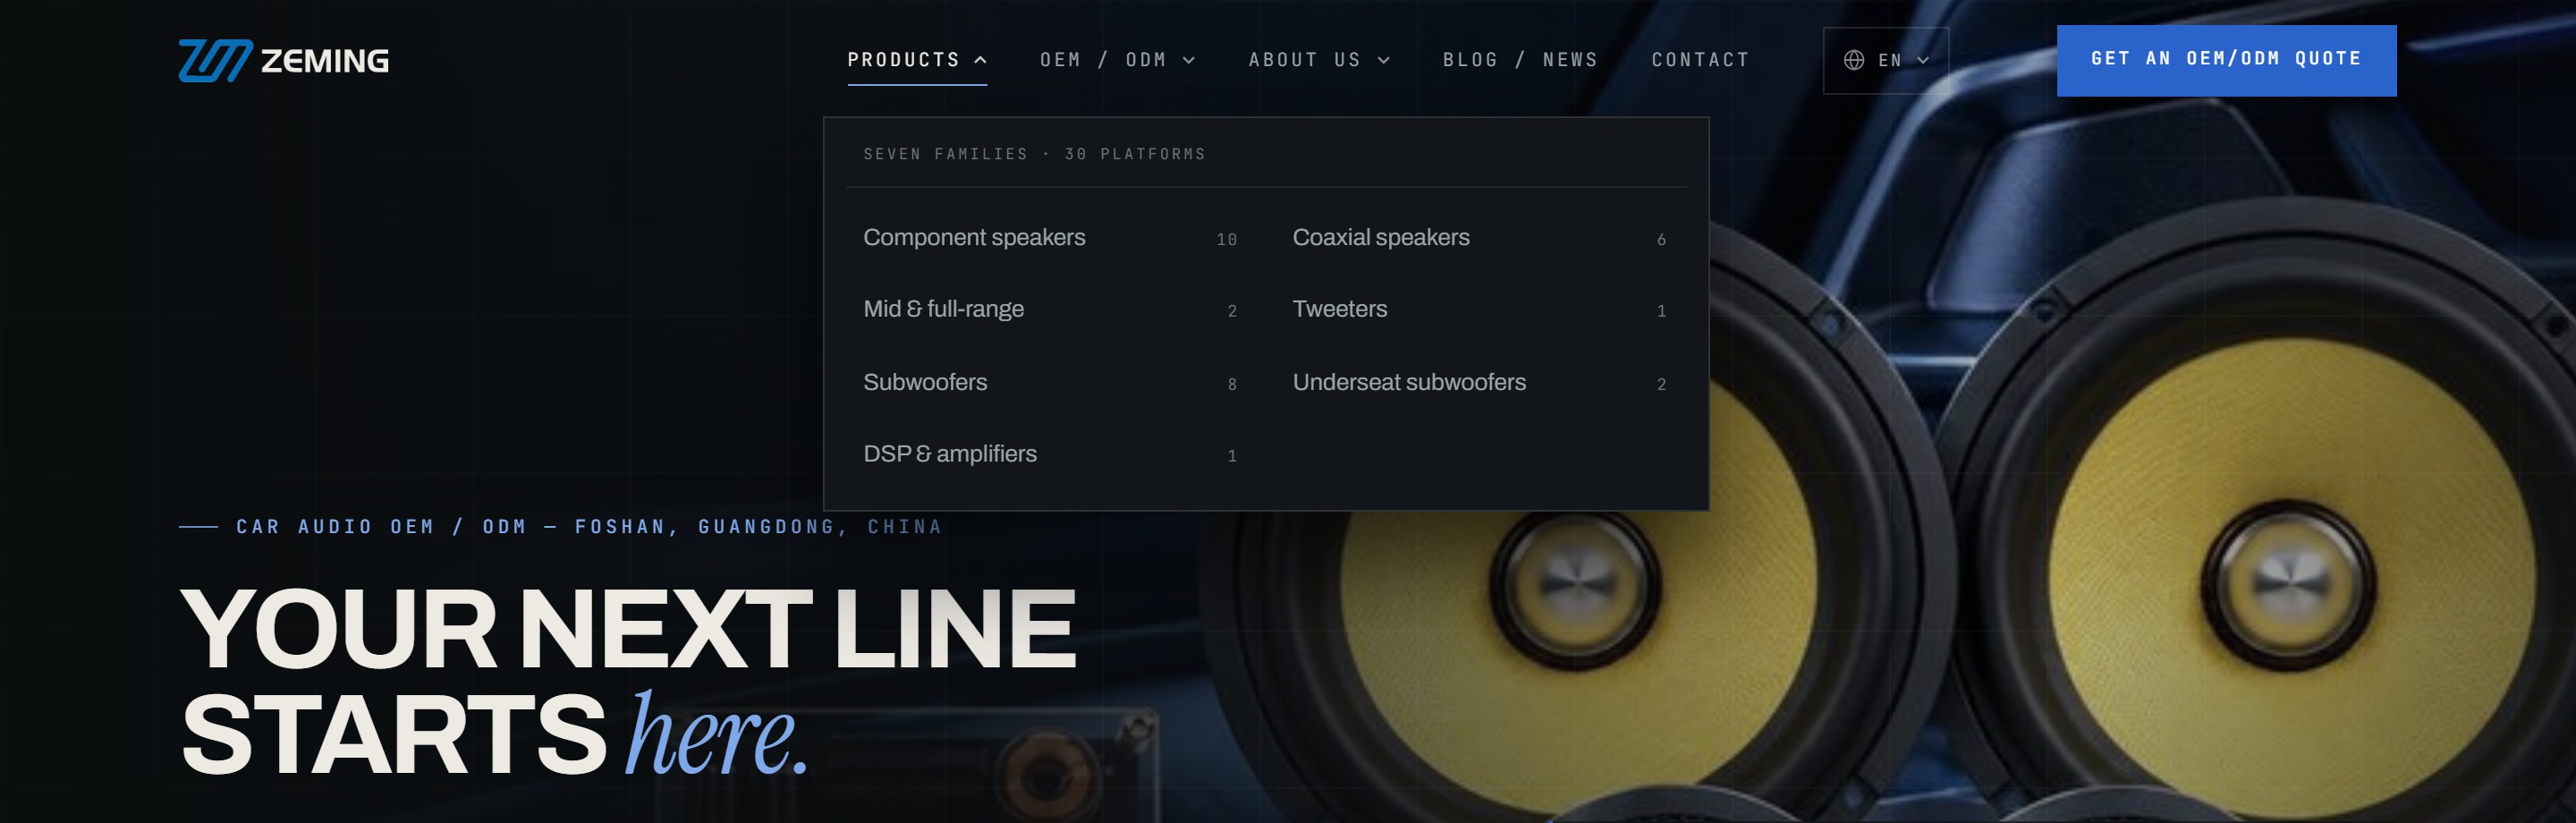 ZEMING
PRODUCTS
OEM / ODM
ABOUT US
BLOG / NEWS
CONTACT
EN
GET AN OEM/ODM QUOTE
SEVEN FAMILIES · 30 PLATFORMS
Component speakers 10
Coaxial speakers 6
Mid & full-range 2
Tweeters 1
Subwoofers 8
Underseat subwoofers 2
DSP & amplifiers 1
CAR AUDIO OEM / ODM — FOSHAN, GUANGDONG, CHINA
YOUR NEXT LINE
STARTS here.